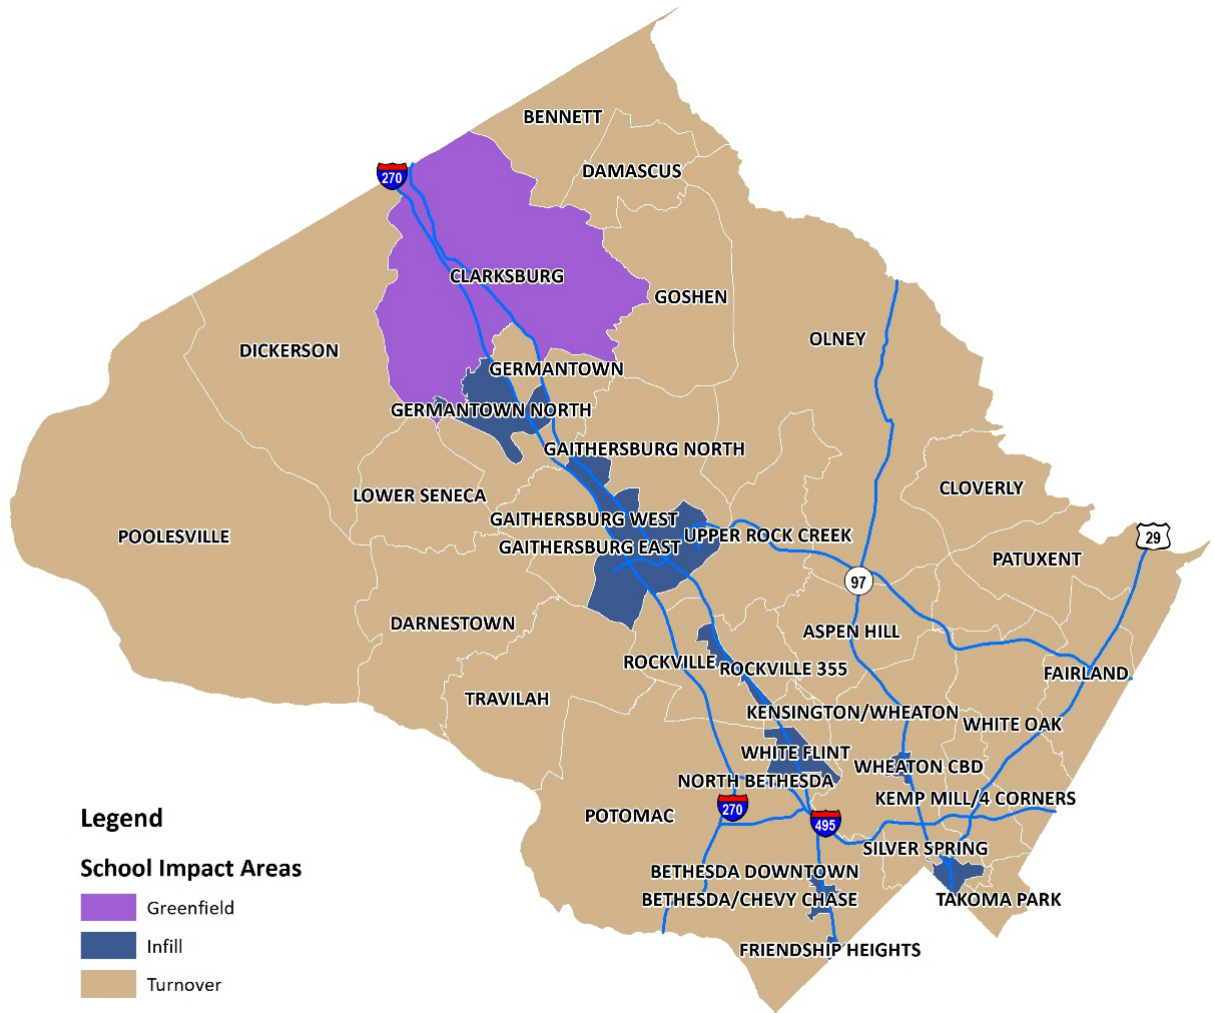 BENNETT
DAMASCUS
270
CLARKSBURG
GOSHEN
OLNEY
DICKERSON
GERMANTOWN
GERMANTOWN NORTH
GAITHERSBURG NORTH
CLOVERLY
LOWER SENECA
GAITHERSBURG WEST
POOLESVILLE
UPPER ROCK CREEK
29
GAITHERSBURG EAST
PATUXENT
97
DARNESTOWN
ASPEN HILL
ROCKVILLE
ROCKVILLE 355
FAIRLAND
TRAVILAH
KENSINGTON/WHEATON
WHITE OAK
WHITE FLINT
WHEATON CBD
NORTH BETHESDA
KEMP MILL/4 CORNERS
270
POTOMAC
495
SILVER SPRING
BETHESDA DOWNTOWN
BETHESDA/CHEVY CHASE
TAKOMA PARK
FRIENDSHIP HEIGHTS
Legend
School Impact Areas
Greenfield
Infill
Turnover